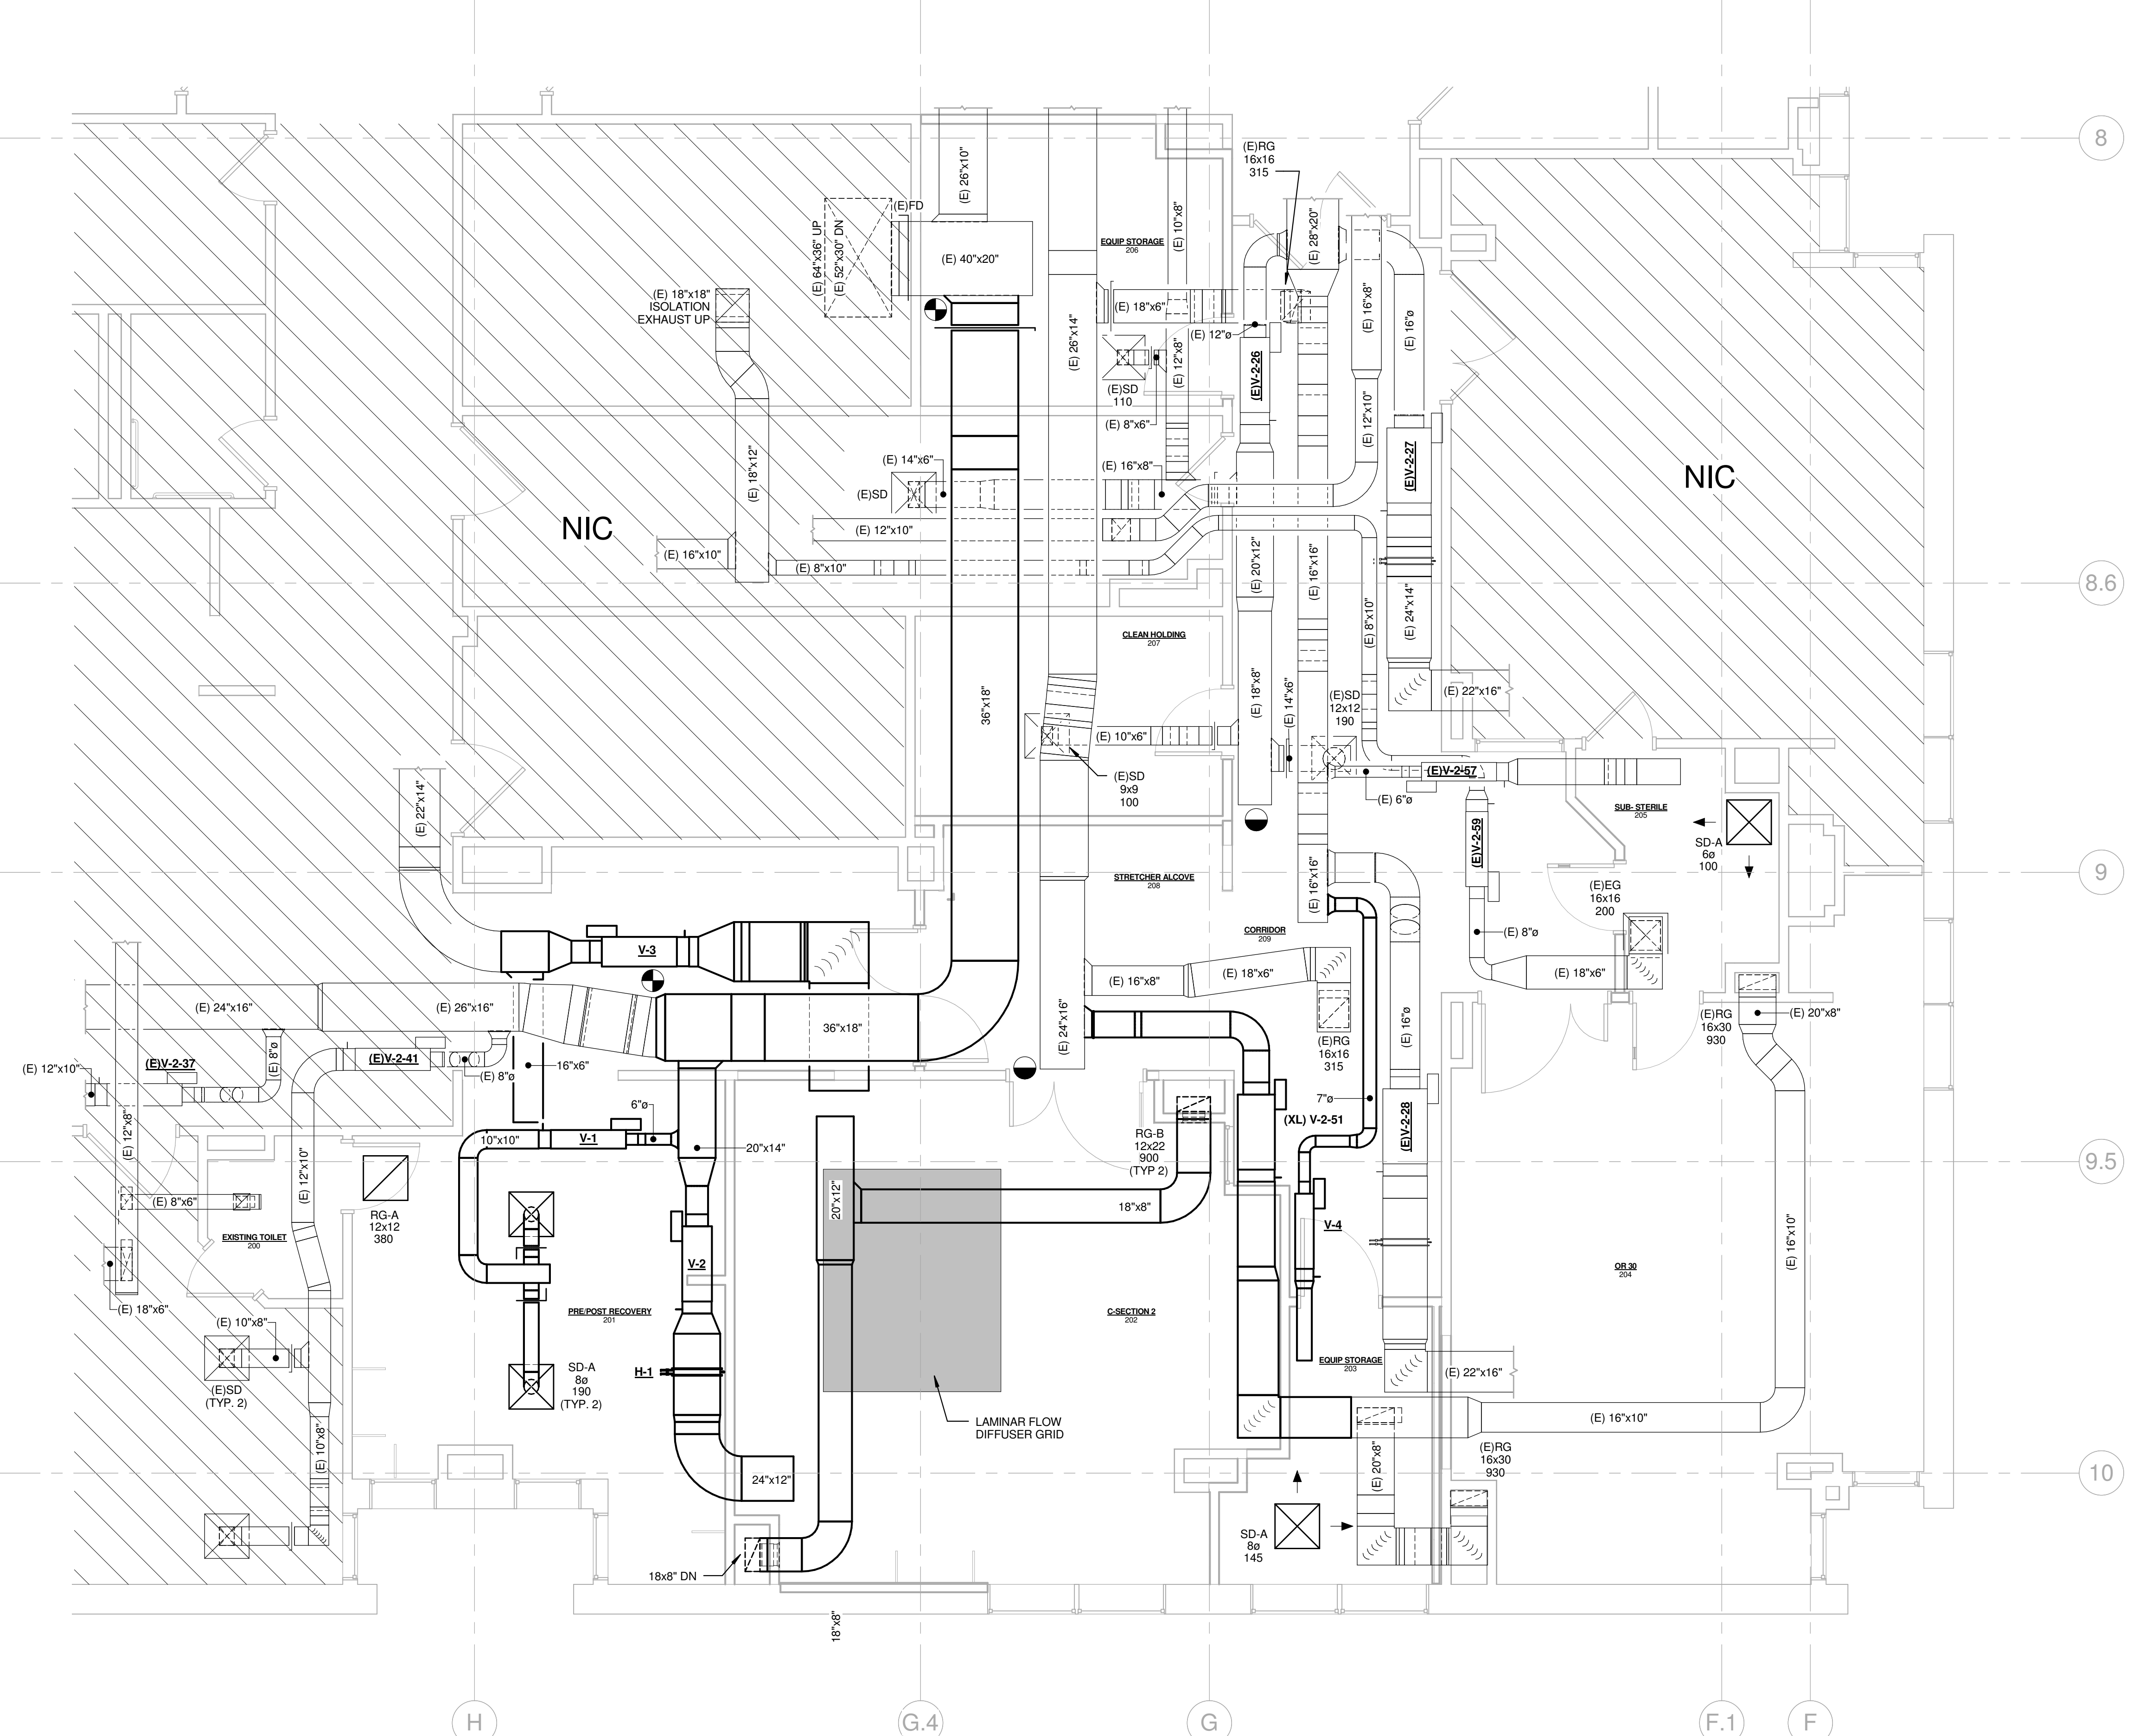 8
(E)RG
16x16
315
(E) 26"x10"
(E)FD
(E) 64"x36" UP
(E) 52"x30" DN
(E) 10"x8"
EQUIP STORAGE
206
(E) 28"x20"
(E) 40"x20"
(E) 18"x18"
ISOLATION
EXHAUST UP
(E) 18"x6"
(E) 16"x8"
(E) 16"ø
(E) 12"ø
(E) 26"x14"
(E) 12"x8"
(E)V-2-26
(E)SD
110
(E) 8"x6"
(E) 12"x10"
(E) 14"x6"
(E) 16"x8"
(E)V-2-27
NIC
(E) 18"x12"
(E)SD
NIC
(E) 12"x10"
(E) 16"x10"
(E) 8"x10"
(E) 20"x12"
(E) 16"x16"
8.6
(E) 24"x14"
(E) 8"x10"
CLEAN HOLDING
207
36"x18"
(E) 18"x8"
(E) 14"x6"
(E)SD
12x12
190
(E) 22"x16"
(E) 10"x6"
(E)SD
9x9
100
(E)V-2-57
(E) 6"ø
SUB- STERILE
205
(E) 22"x14"
(E)V-2-59
SD-A
6ø
100
9
STRETCHER ALCOVE
208
(E) 16"x16"
(E)EG
16x16
200
CORRIDOR
209
(E) 8"ø
V-3
(E) 16"x8"
(E) 18"x6"
(E) 18"x6"
(E) 24"x16"
(E) 26"x16"
36"x18"
(E) 24"x16"
(E) 16"ø
(E)RG
16x30
930
(E) 20"x8"
(E)RG
16x16
315
(E) 12"x10"
(E)V-2-37
(E) 8"ø
(E)V-2-41
(E) 8"ø
16"x6"
6"ø
7"ø
(XL) V-2-51
(E)V-2-28
(E) 12"x8"
10"x10"
V-1
20"x14"
RG-B
12x22
900
(TYP 2)
9.5
(E) 12"x10"
(E) 8"x6"
RG-A
12x12
380
20"x12"
18"x8"
V-4
EXISTING TOILET
200
V-2
(E) 16"x10"
OR 30
204
(E) 18"x6"
(E) 10"x8"
PRE/POST RECOVERY
201
C-SECTION 2
202
H-1
SD-A
8ø
190
(TYP. 2)
EQUIP STORAGE
203
(E) 22"x16"
(E)SD
(TYP. 2)
LAMINAR FLOW
DIFFUSER GRID
(E) 16"x10"
(E) 10"x8"
24"x12"
(E) 20"x8"
(E)RG
16x30
930
10
SD-A
8ø
145
18x8" DN
18"x8"
H
G.4
G
F.1
F